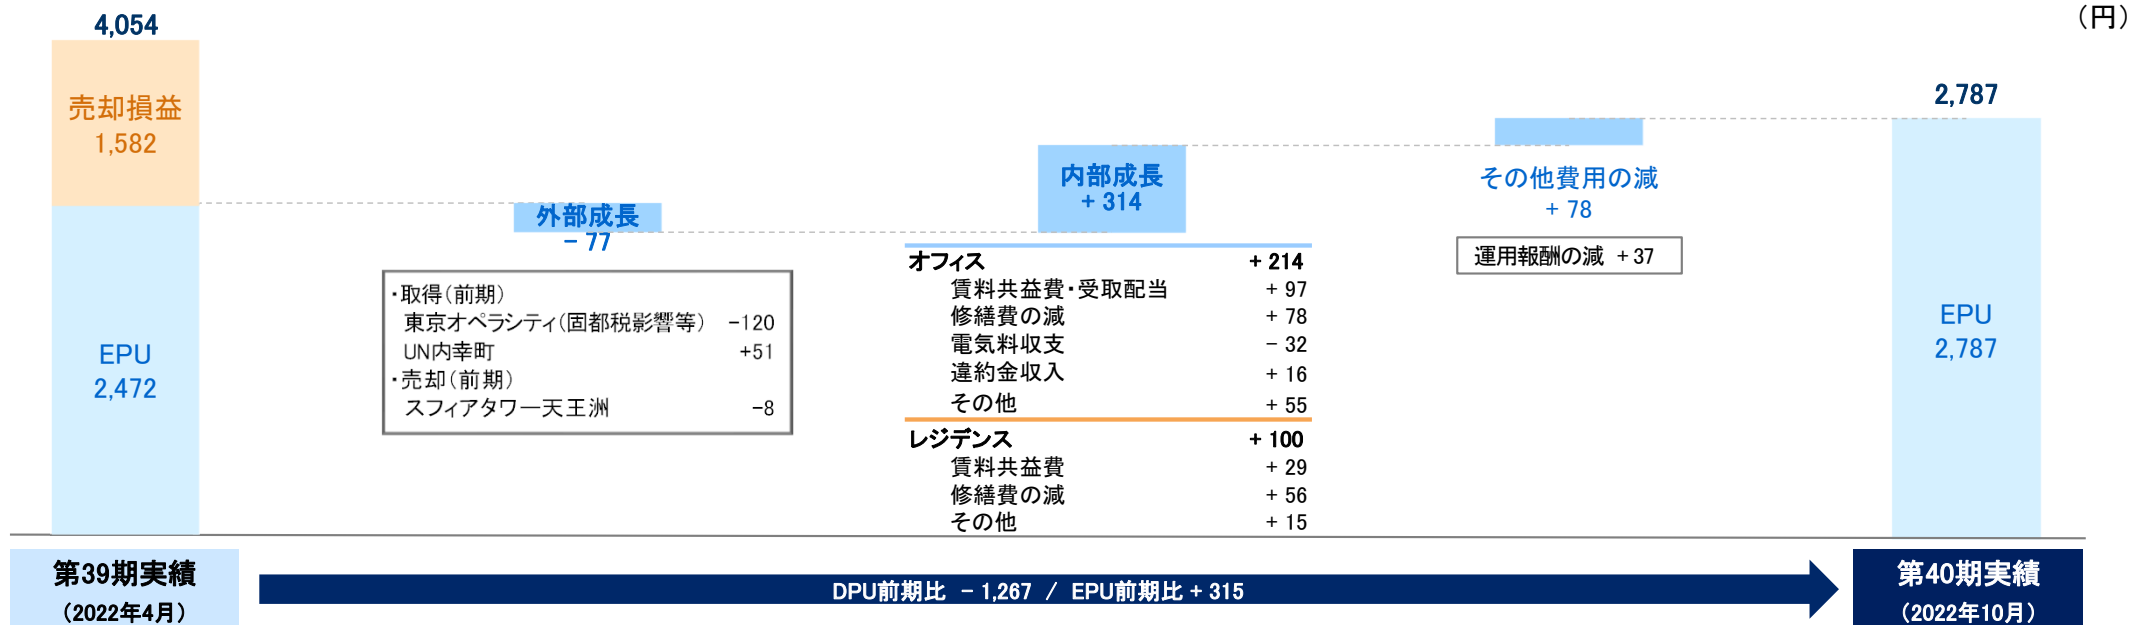 （円）
4,054
売却損益
1,582
EPU
2,472
外部成長
− 77
・取得（前期）
東京オペラシティ（固都税影響等） −120
UN内幸町 +51
・売却（前期）
スフィアタワー天王洲 −8
内部成長
+ 314
オフィス + 214
賃料共益費・受取配当 + 97
修繕費の減 + 78
電気料収支 − 32
違約金収入 + 16
その他 + 55
レジデンス + 100
賃料共益費 + 29
修繕費の減 + 56
その他 + 15
その他費用の減
+ 78
運用報酬の減 + 37
2,787
EPU
2,787
第39期実績
（2022年4月）
DPU前期比 − 1,267 / EPU前期比 + 315
第40期実績
（2022年10月）